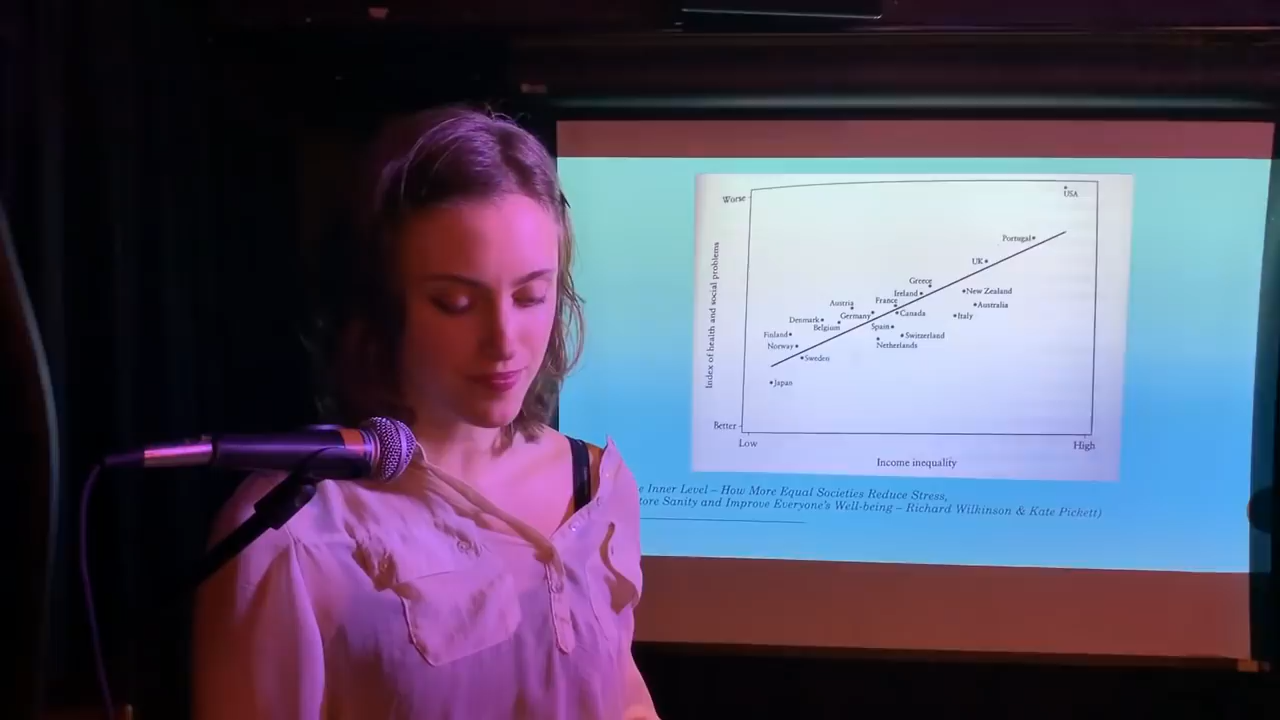 Worse
USA
Portugal
UK
Greece
Ireland
New Zealand
France
Austria
Australia
Canada
Germany
Italy
Denmark
Belgium
Spain
Finland
Switzerland
Norway
Netherlands
Sweden
Japan
Index of health and social problems
Better
Low
High
Income inequality
Inner Level – How More Equal Societies Reduce Stress,
Sanity and Improve Everyone's Well-being – Richard Wilkinson & Kate Pickett)